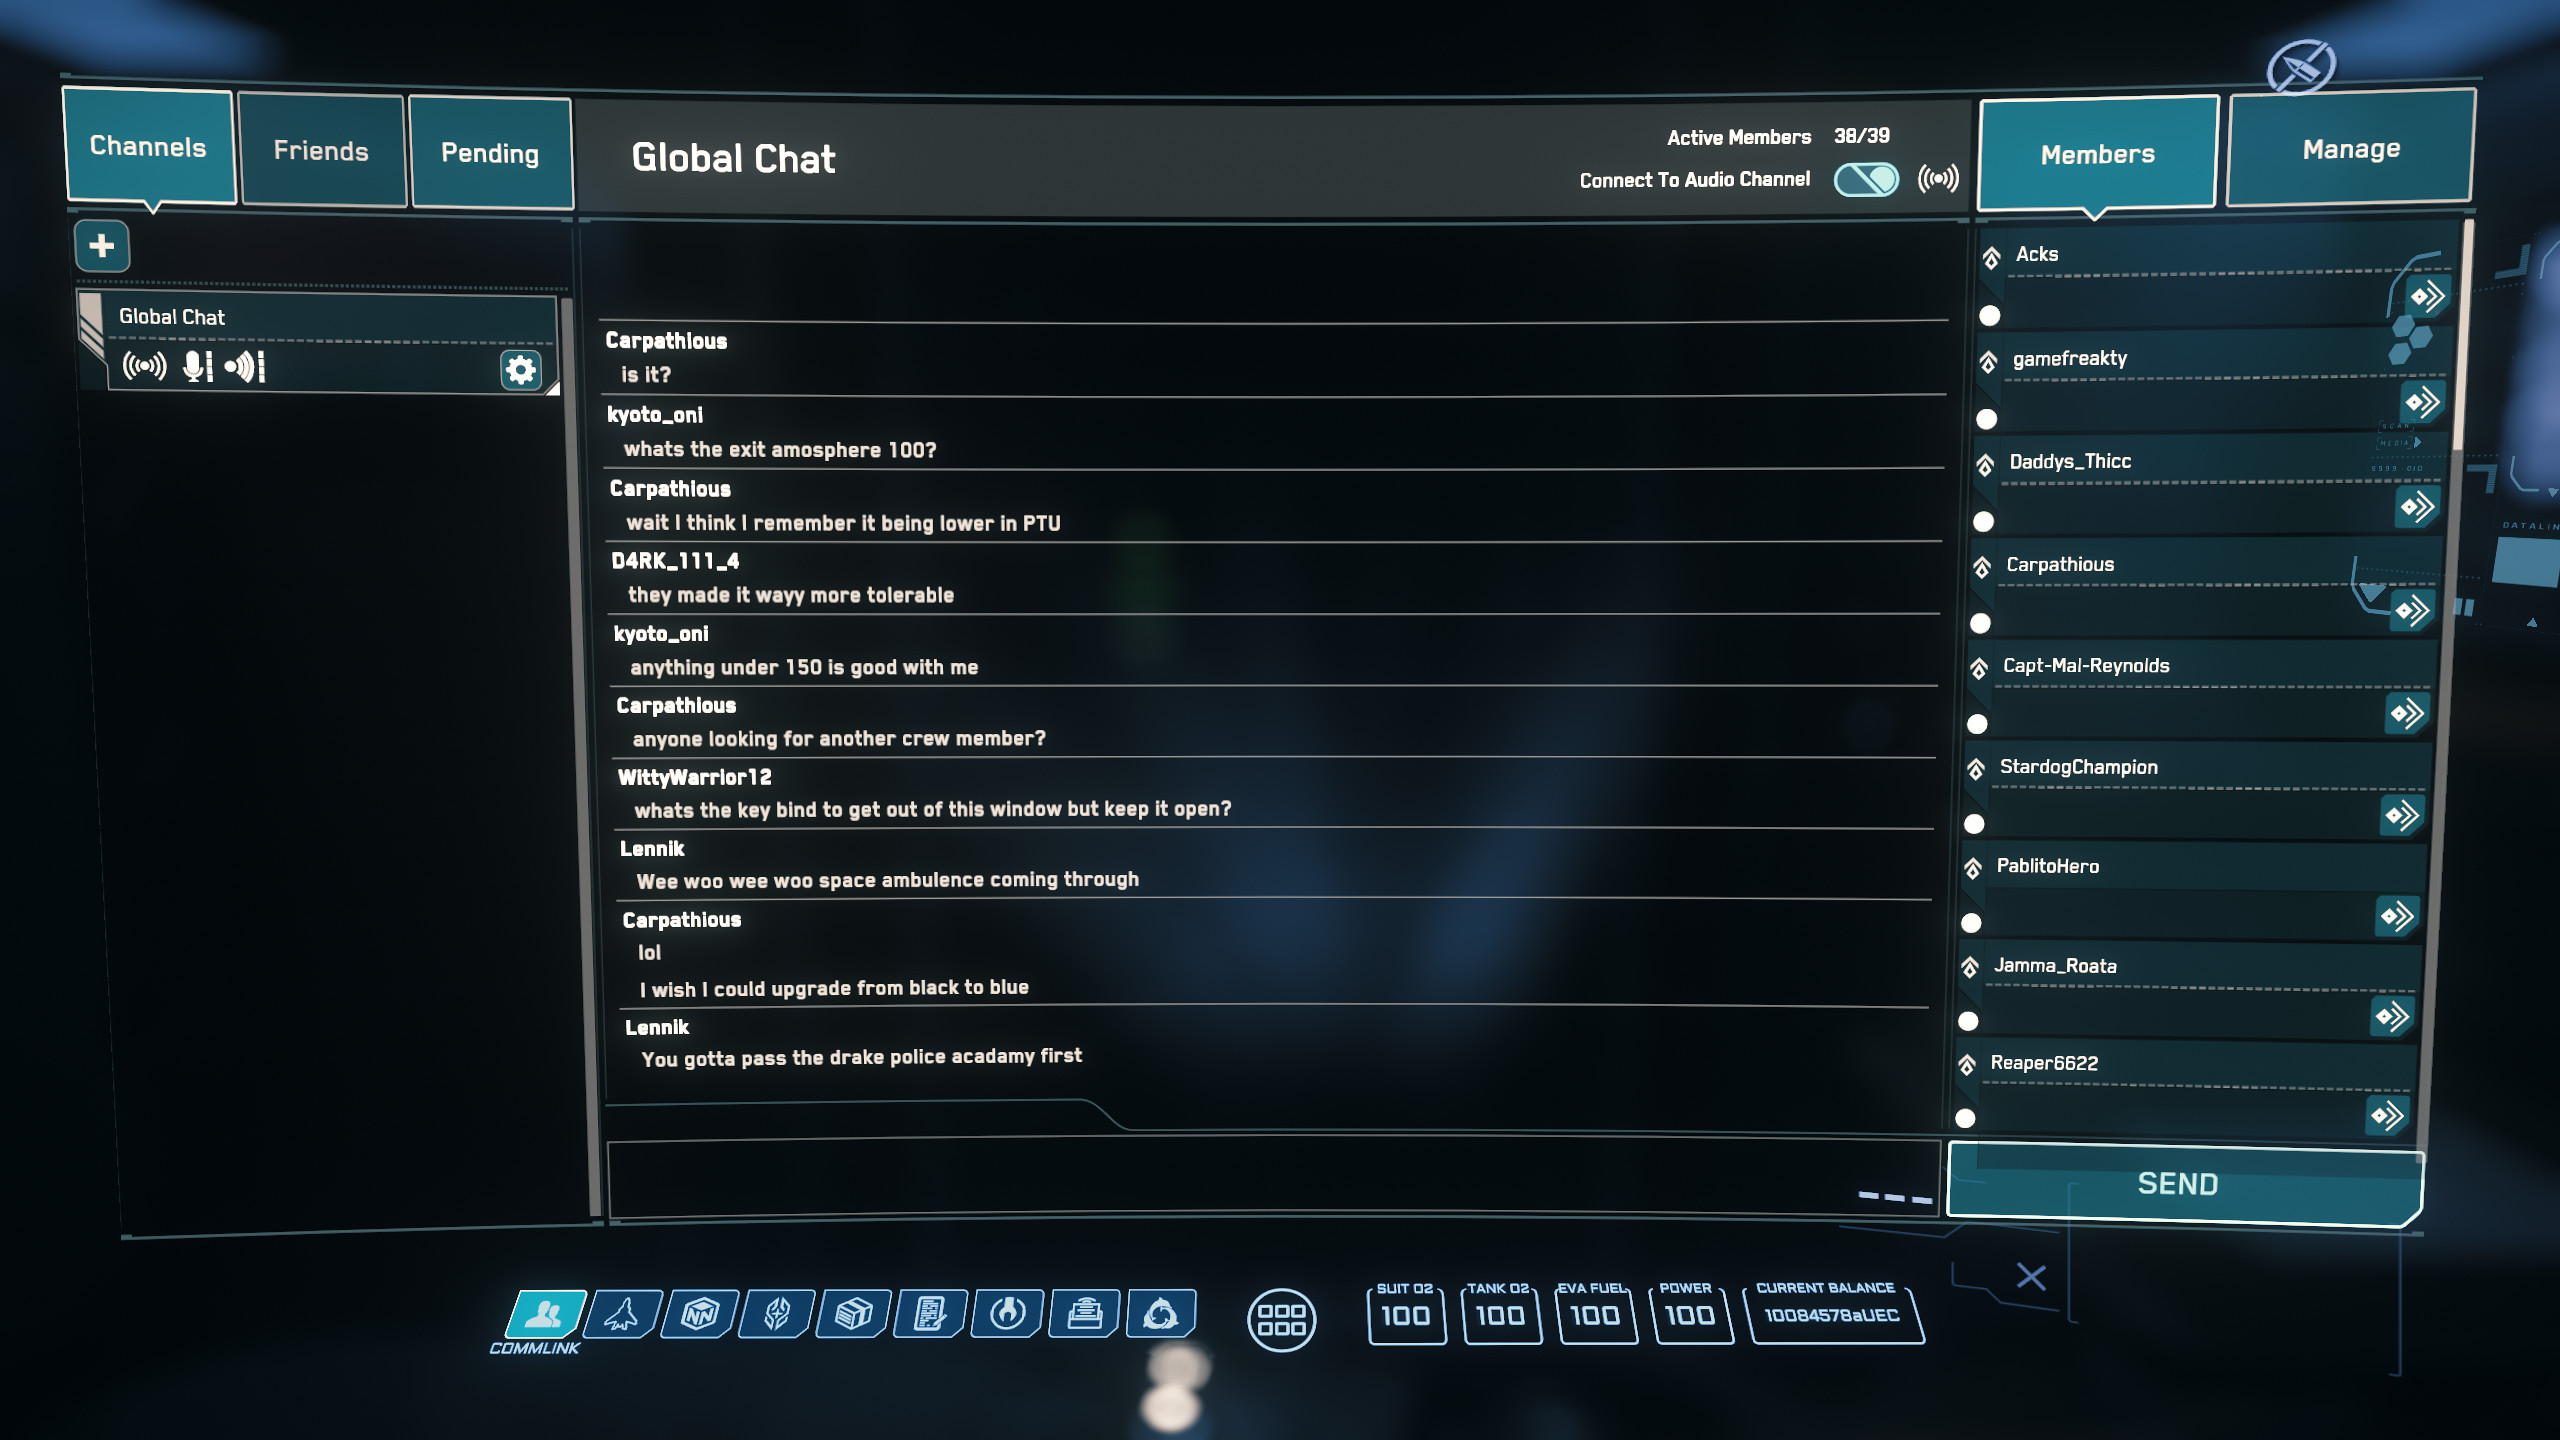 Channels
Friends
Pending
Global Chat
Active Members 38/39
Connect To Audio Channel
Members
Manage
Global Chat
Carpathious
is it?
kyoto_oni
whats the exit amosphere 100?
Carpathious
wait I think I remember it being lower in PTU
D4RK_111_4
they made it wayy more tolerable
kyoto_oni
anything under 150 is good with me
Carpathious
anyone looking for another crew member?
WittyWarrior12
whats the key bind to get out of this window but keep it open?
Lennik
Wee woo wee woo space ambulence coming through
Carpathious
lol
I wish I could upgrade from black to blue
Lennik
You gotta pass the drake police acadamy first
Acks
gamefreakty
Daddys_Thicc
Carpathious
Capt-Mal-Reynolds
StardogChampion
PablitoHero
Jamma_Roata
Reaper6622
SCAN
MEDIA
DATALIN
SEND
COMMLINK
NN
SUIT O2
100
TANK O2
100
EVA FUEL
100
POWER
100
CURRENT BALANCE
10084578aUEC